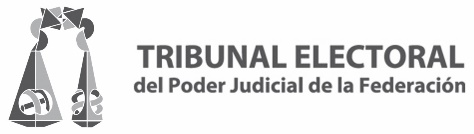 TRIBUNAL ELECTORAL
del Poder Judicial de la Federación